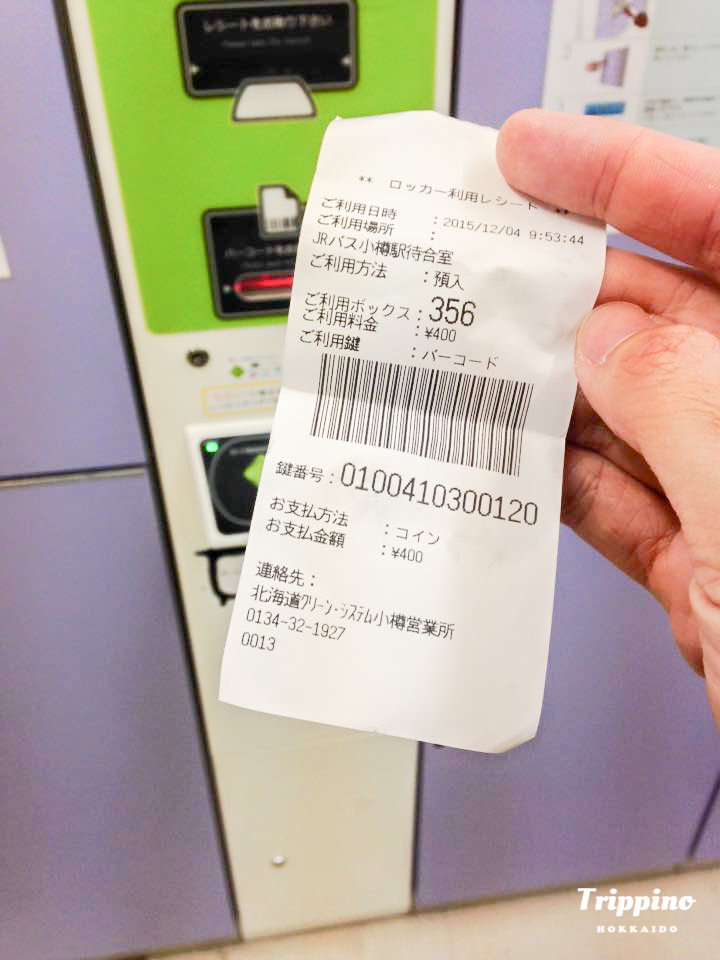 レシートをお取り下さい
Please take the receipt
** ロッカー利用レシート **
ご利用日時 : 2015/12/04 9:53:44
ご利用場所 :
JRバス小樽駅待合室
ご利用方法 : 預入
ご利用ボックス : 356
ご利用料金 : ¥400
ご利用鍵 : バーコード
鍵番号 : 0100410300120
お支払方法 : コイン
お支払金額 : ¥400
連絡先 :
北海道グリーン・システム小樽営業所
0134-32-1927
0013
Trippino
HOKKAIDO